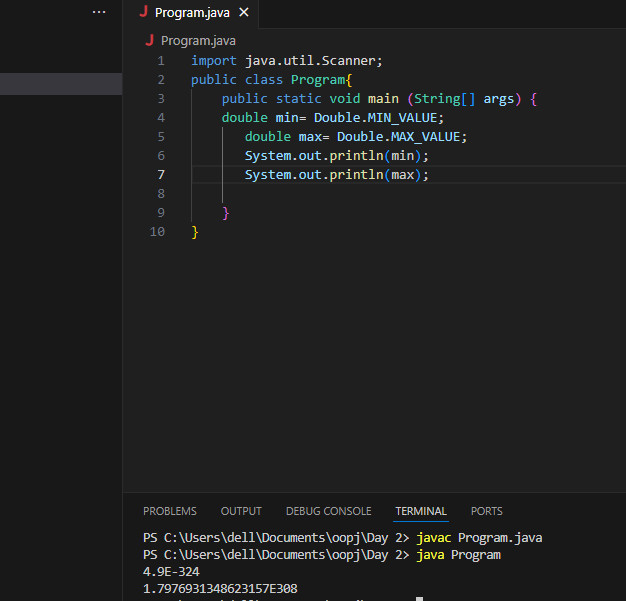 ...
Program.java
Program.java
1 import java.util.Scanner;
2 public class Program{
3 public static void main (String[] args) {
4 double min= Double.MIN_VALUE;
5 double max= Double.MAX_VALUE;
6 System.out.println(min);
7 System.out.println(max);
8
9 }
10 }
PROBLEMS OUTPUT DEBUG CONSOLE TERMINAL PORTS
PS C:\Users\dell\Documents\oopj\Day 2> javac Program.java
PS C:\Users\dell\Documents\oopj\Day 2> java Program
4.9E-324
1.7976931348623157E308